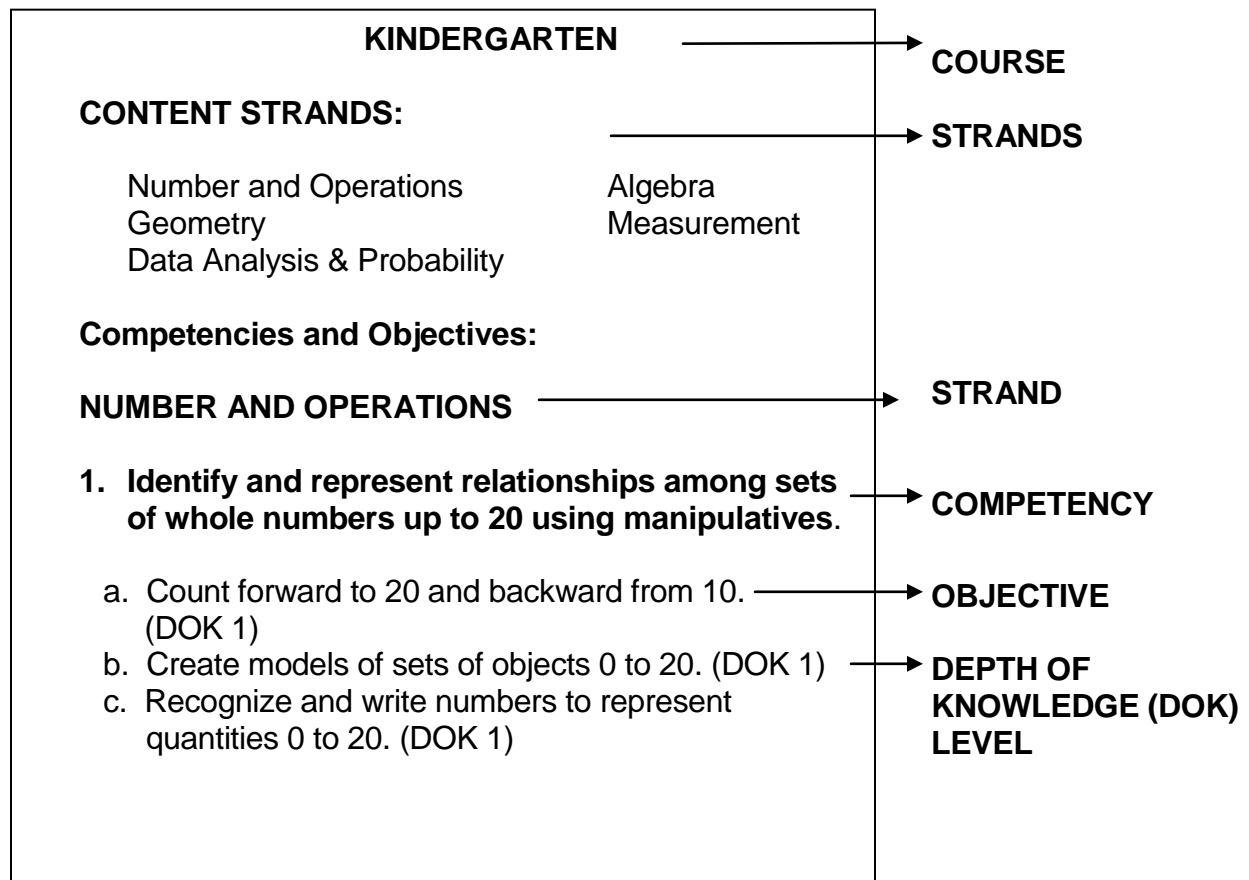 KINDERGARTEN
COURSE
CONTENT STRANDS:
STRANDS
Number and Operations Algebra
Geometry Measurement
Data Analysis & Probability
Competencies and Objectives:
NUMBER AND OPERATIONS
STRAND
1. Identify and represent relationships among sets
of whole numbers up to 20 using manipulatives.
COMPETENCY
a. Count forward to 20 and backward from 10.
(DOK 1)
OBJECTIVE
b. Create models of sets of objects 0 to 20. (DOK 1)
c. Recognize and write numbers to represent
quantities 0 to 20. (DOK 1)
DEPTH OF
KNOWLEDGE (DOK)
LEVEL